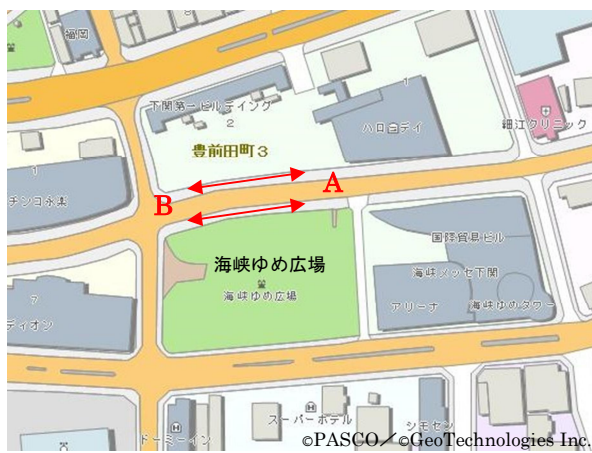 福岡
下関第一ビルディング
2
1
ハロ白デイ
細江クリニック
豊前田町3
A
B
1
チンコ永楽
国際貿易ビル
海峡ゆめ広場
海峡メッセ下関
海峡ゆめ広場
7
アリーナ
海峡ゆめタワー
ディオン
スーパーホテル
シモセン
ドーミーイン
©PASCO/©GeoTechnologies Inc.